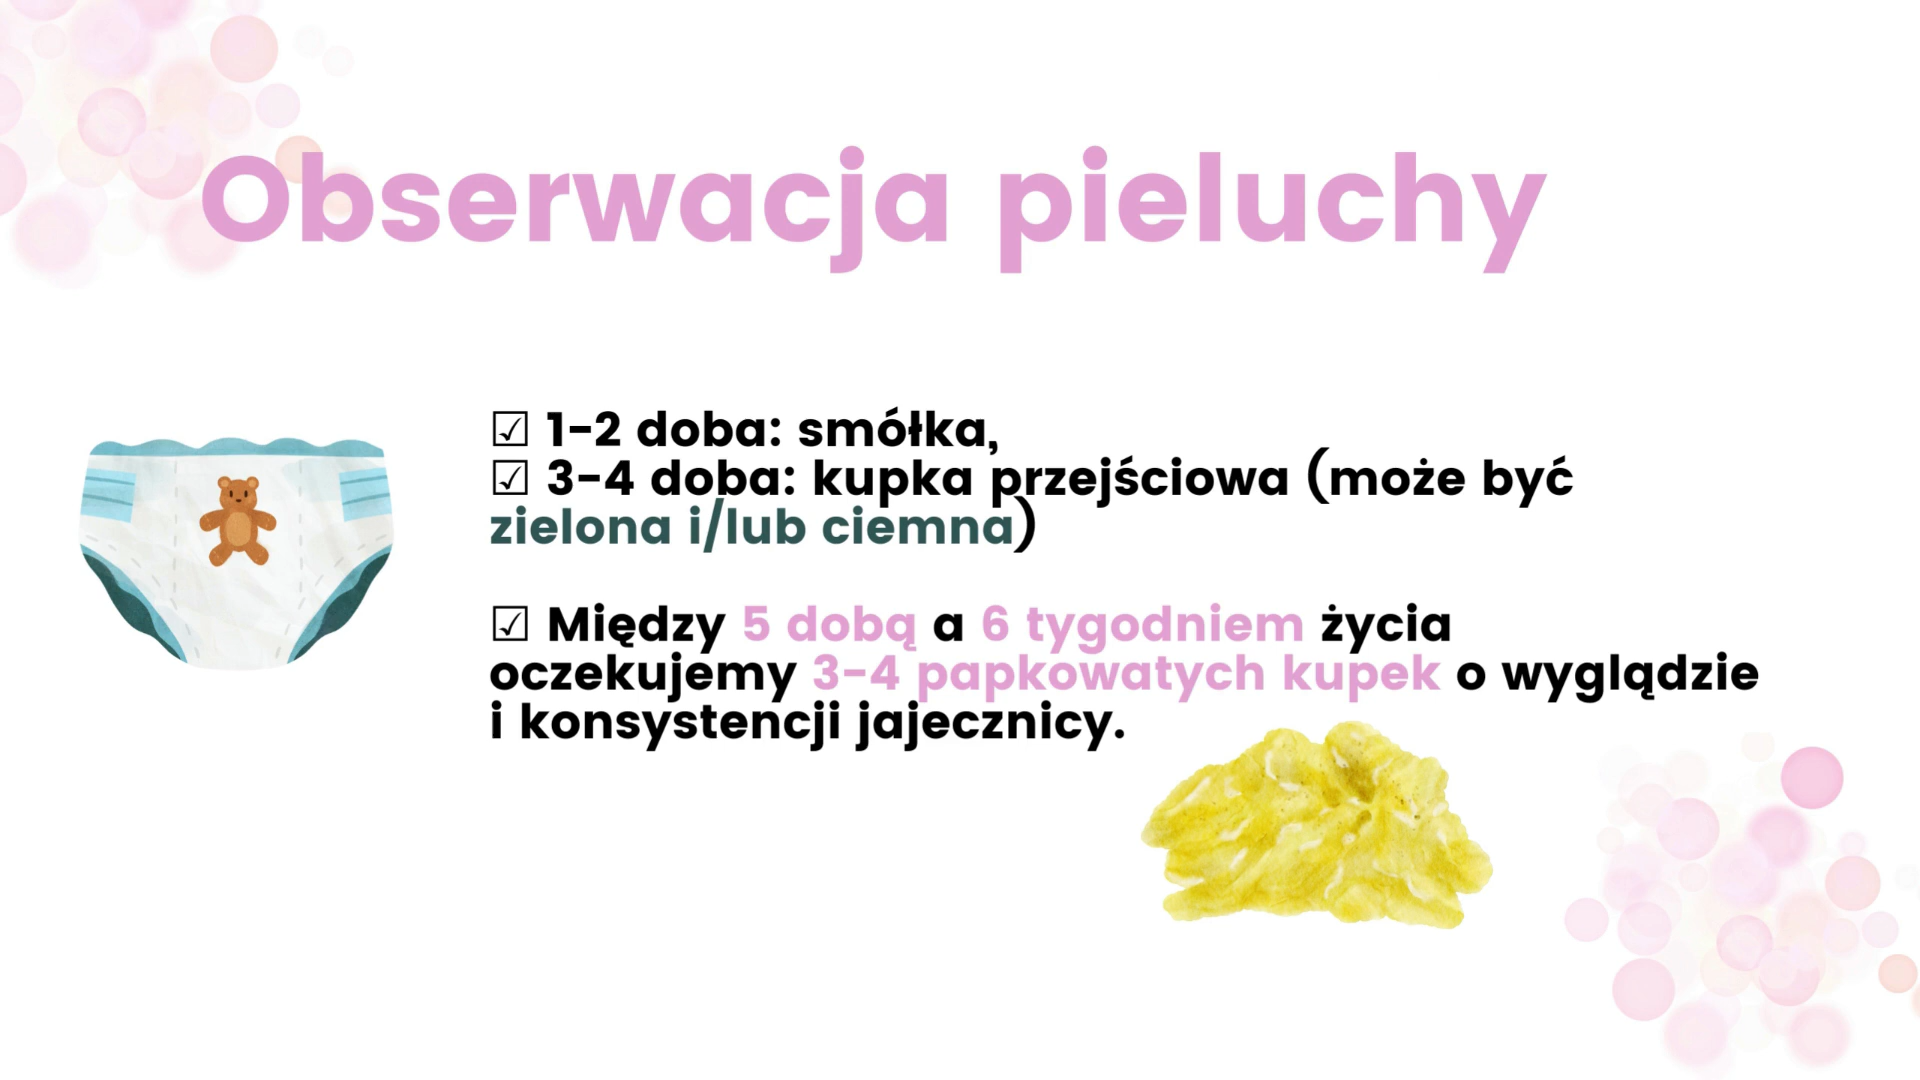 Obserwacja pieluchy
☑ 1-2 doba: smółka,
☑ 3-4 doba: kupka przejściowa (może być
zielona i/lub ciemna)
☑ Między 5 dobą a 6 tygodniem życia
oczekujemy 3-4 papkowatych kupek o wyglądzie
i konsystencji jajecznicy.